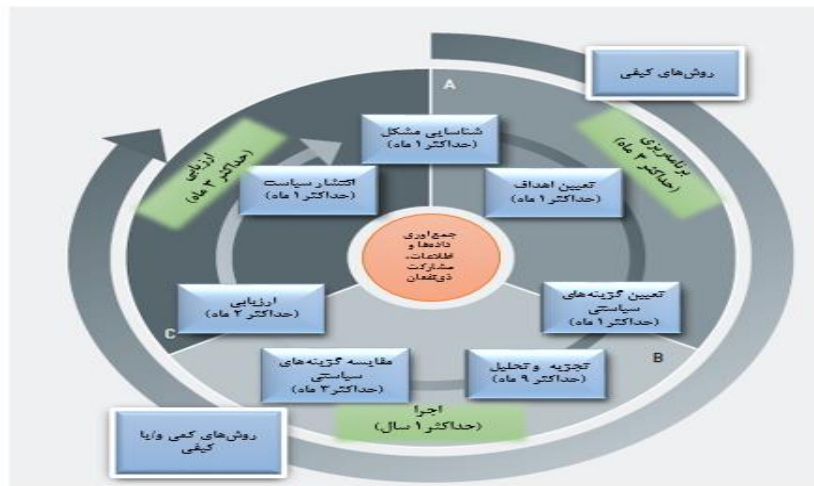 روش‌های کیفی
A
شناسایی مشکل
(حداکثر ۱ ماه)
برنامه‌ریزی
(حداکثر ۳ ماه)
تعیین اهداف
(حداکثر ۱ ماه)
تعیین گزینه‌های
سیاستی
(حداکثر ۱ ماه)
B
تجزیه و تحلیل
(حداکثر ۹ ماه)
اجرا
(حداکثر ۱ سال)
مقایسه گزینه‌های
سیاستی
(حداکثر ۳ ماه)
روش‌های کمی و/یا
کیفی
C
ارزیابی
(حداکثر ۲ ماه)
ارزیابی
(حداکثر ۳ ماه)
انتشار سیاست
(حداکثر ۱ ماه)
جمع‌آوری
داده‌ها و
اطلاعات،
مشارکت
ذی‌نفعان